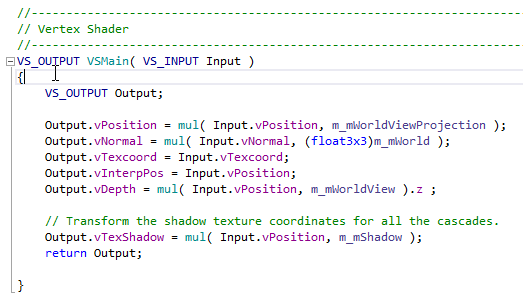 //--------------------------------------------------------------------------------------
// Vertex Shader
//--------------------------------------------------------------------------------------
VS_OUTPUT VSMain( VS_INPUT Input )
{
    VS_OUTPUT Output;

    Output.vPosition = mul( Input.vPosition, m_mWorldViewProjection );
    Output.vNormal = mul( Input.vNormal, (float3x3)m_mWorld );
    Output.vTexcoord = Input.vTexcoord;
    Output.vInterpPos = Input.vPosition;
    Output.vDepth = mul( Input.vPosition, m_mWorldView ).z ;

    // Transform the shadow texture coordinates for all the cascades.
    Output.vTexShadow = mul( Input.vPosition, m_mShadow );
    return Output;

}